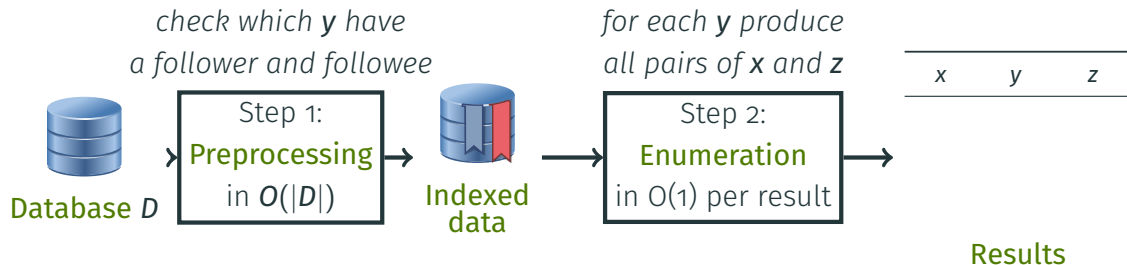 check which y have
a follower and followee
for each y produce
all pairs of x and z
x y z
Database D
Step 1:
Preprocessing
in O(|D|)
Indexed
data
Step 2:
Enumeration
in O(1) per result
Results